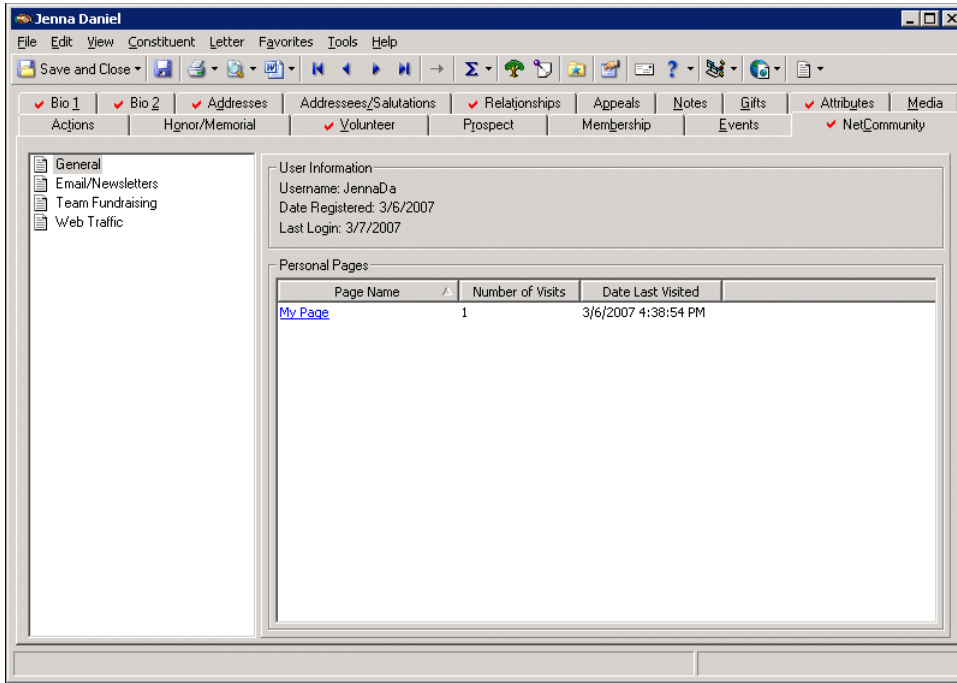 Jenna Daniel
File Edit View Constituent Letter Favorites Tools Help
Save and Close
Bio 1 Bio 2 Addresses Addressees/Salutations Relationships Appeals Notes Gifts Attributes Media
Actions Honor/Memorial Volunteer Prospect Membership Events NetCommunity
General
Email/Newsletters
Team Fundraising
Web Traffic
User Information
Username: JennaDa
Date Registered: 3/6/2007
Last Login: 3/7/2007
Personal Pages
Page Name Number of Visits Date Last Visited
My Page 1 3/6/2007 4:38:54 PM